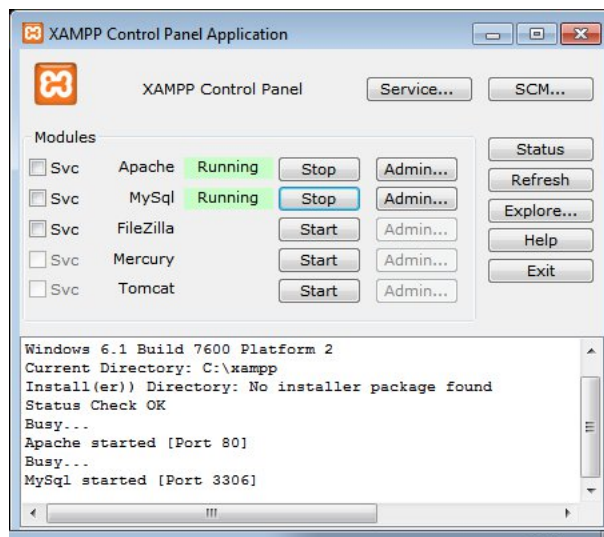 XAMPP Control Panel Application
XAMPP Control Panel Service... SCM...
Modules
Svc Apache Running Stop Admin...
Svc MySql Running Stop Admin...
Svc FileZilla Start Admin...
Svc Mercury Start Admin...
Svc Tomcat Start Admin...
Status
Refresh
Explore...
Help
Exit
Windows 6.1 Build 7600 Platform 2
Current Directory: C:\xampp
Install(er)) Directory: No installer package found
Status Check OK
Busy...
Apache started [Port 80]
Busy...
MySql started [Port 3306]